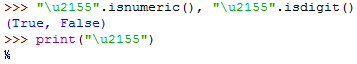 >>> "\u2155".isnumeric(), "\u2155".isdigit()
(True, False)
>>> print("\u2155")
⅕